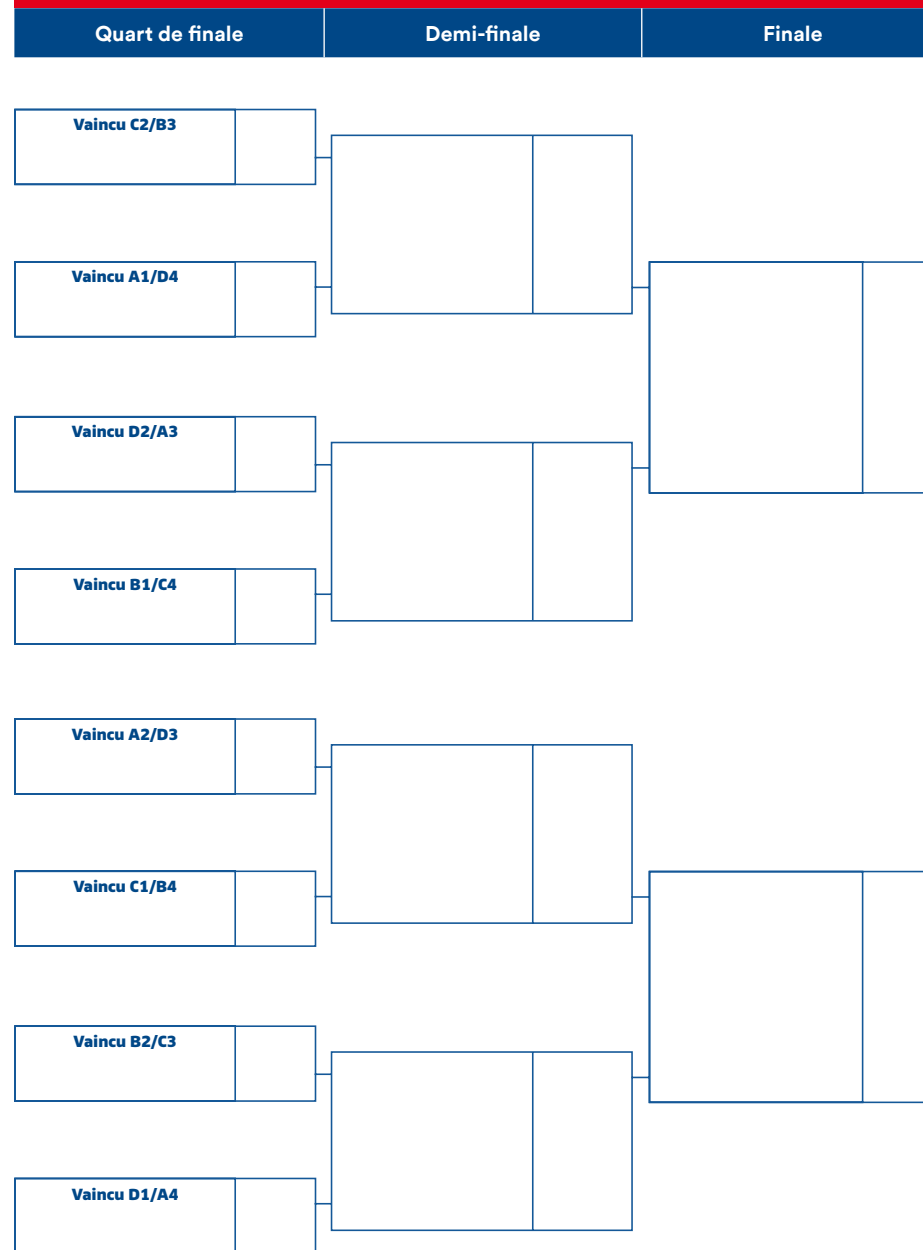 Quart de finale
Demi-finale
Finale
Vaincu C2/B3
Vaincu A1/D4
Vaincu D2/A3
Vaincu B1/C4
Vaincu A2/D3
Vaincu C1/B4
Vaincu B2/C3
Vaincu D1/A4